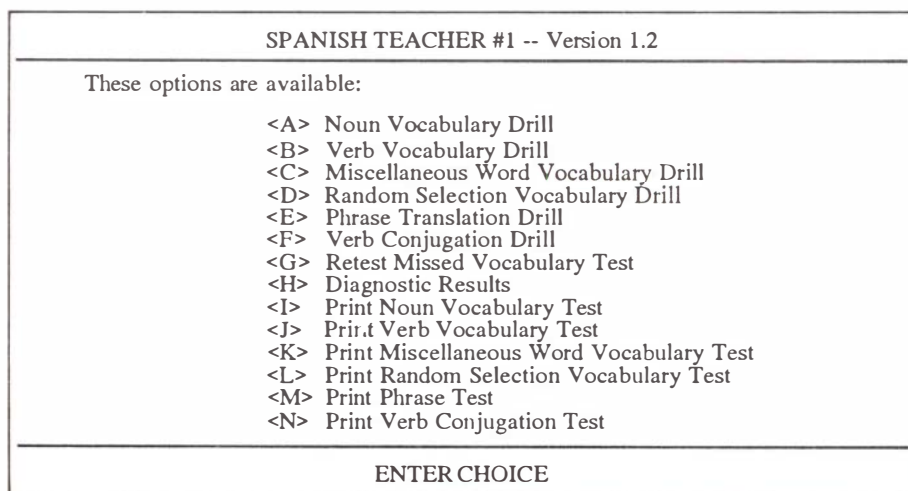 SPANISH TEACHER #1 -- Version 1.2
These options are available:
<A> Noun Vocabulary Drill
<B> Verb Vocabulary Drill
<C> Miscellaneous Word Vocabulary Drill
<D> Random Selection Vocabulary Drill
<E> Phrase Translation Drill
<F> Verb Conjugation Drill
<G> Retest Missed Vocabulary Test
<H> Diagnostic Results
<I> Print Noun Vocabulary Test
<J> Print Verb Vocabulary Test
<K> Print Miscellaneous Word Vocabulary Test
<L> Print Random Selection Vocabulary Test
<M> Print Phrase Test
<N> Print Verb Conjugation Test
ENTER CHOICE